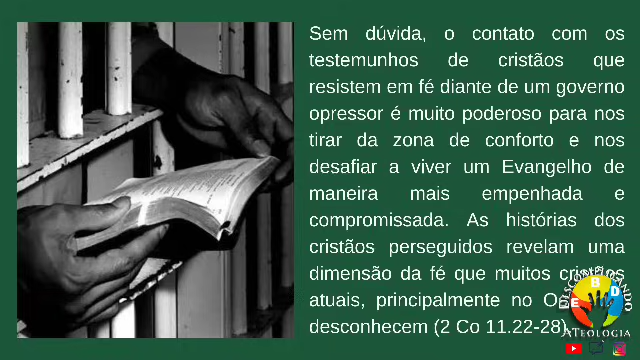 Sem dúvida, o contato com os
testemunhos de cristãos que
resistem em fé diante de um governo
opressor é muito poderoso para nos
tirar da zona de conforto e nos
desafiar a viver um Evangelho de
maneira mais empenhada e
compromissada. As histórias dos
cristãos perseguidos revelam uma
dimensão da fé que muitos cristãos
atuais, principalmente no
desconhecem (2 Co 11.22-28).
DESCOMPLICANDO
EBD
A TEOLOGIA